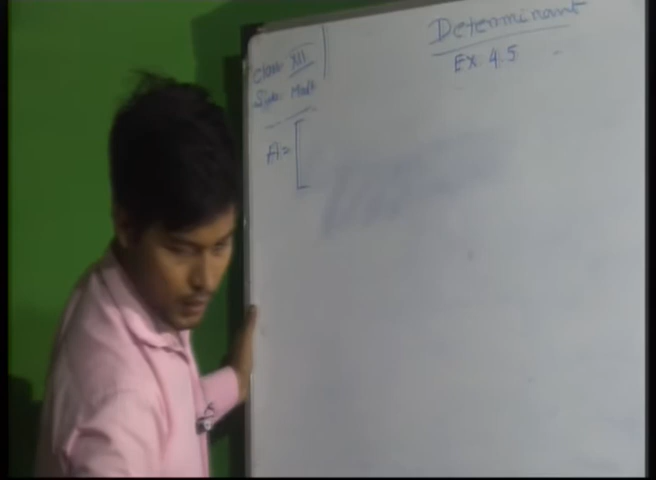 Determinant
Ex 4.5
Class XII
Sub: Math
A = [